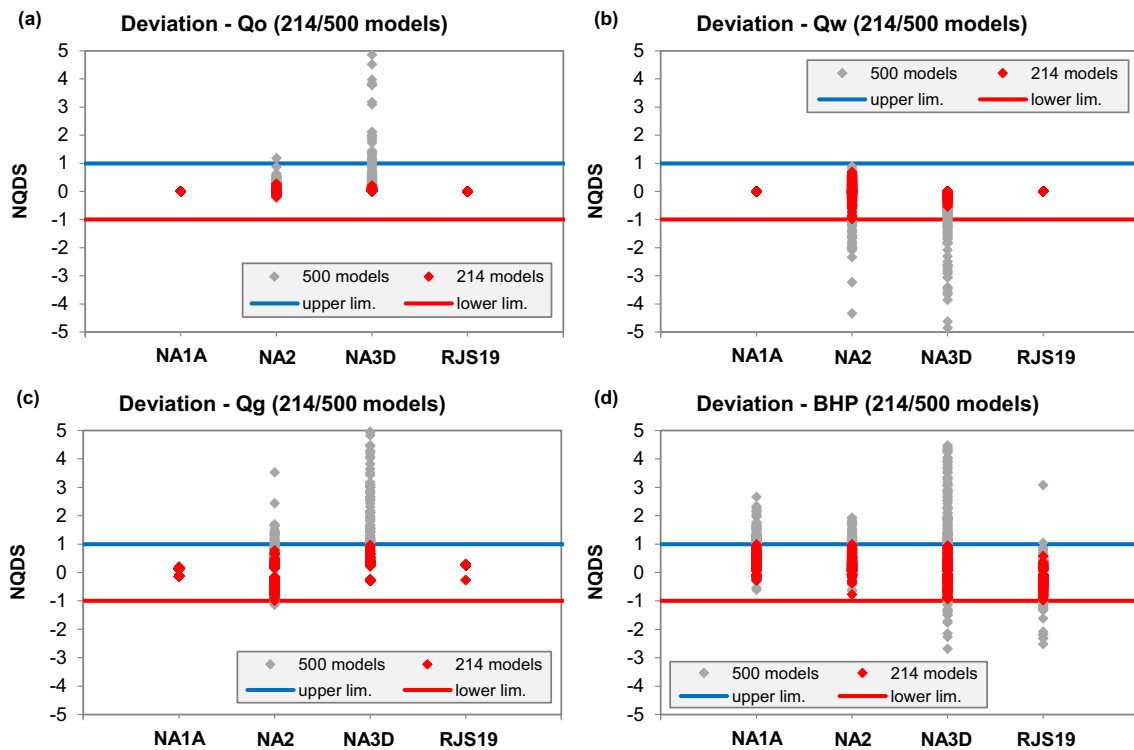 (a) Deviation - Qo (214/500 models)
5
4
3
2
1
0
-1
-2
-3
-4
-5
NQDS
500 models 214 models
upper lim. lower lim.
NA1A NA2 NA3D RJS19
(b) Deviation - Qw (214/500 models)
5
4
3
2
1
0
-1
-2
-3
-4
-5
NQDS
500 models 214 models
upper lim. lower lim.
NA1A NA2 NA3D RJS19
(c) Deviation - Qg (214/500 models)
5
4
3
2
1
0
-1
-2
-3
-4
-5
NQDS
500 models 214 models
upper lim. lower lim.
NA1A NA2 NA3D RJS19
(d) Deviation - BHP (214/500 models)
5
4
3
2
1
0
-1
-2
-3
-4
-5
NQDS
500 models 214 models
upper lim. lower lim.
NA1A NA2 NA3D RJS19